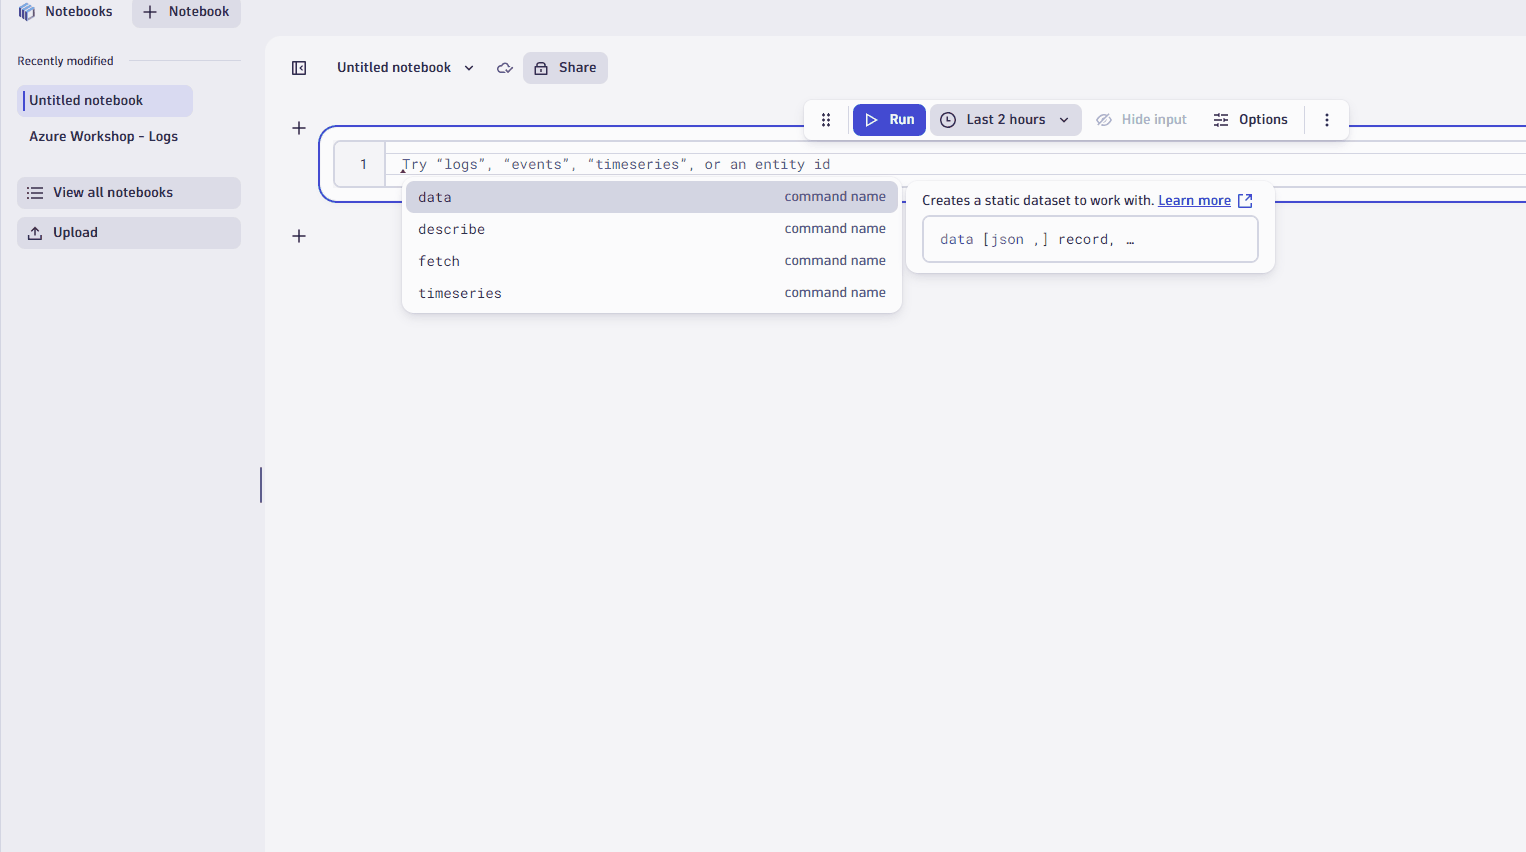 Notebooks
Notebook
Recently modified
Untitled notebook
Azure Workshop - Logs
View all notebooks
Upload
Untitled notebook
Share
Run
Last 2 hours
Hide input
Options
1
Try “logs”, “events”, “timeseries”, or an entity id
data command name
describe command name
fetch command name
timeseries command name
Creates a static dataset to work with. Learn more
data [json ,] record, …